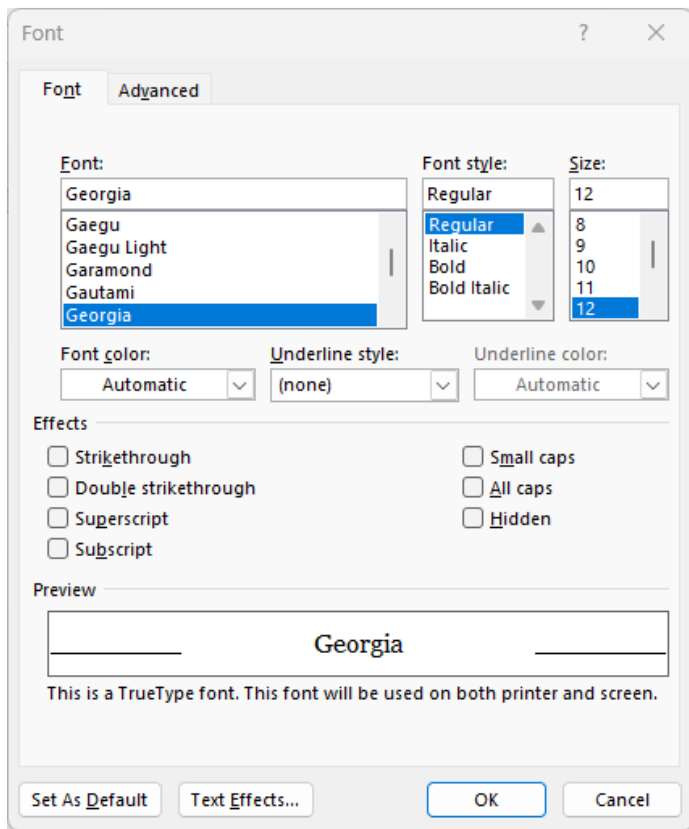 Font
Font Advanced
Font: Font style: Size:
Georgia Regular 12
Gaegu Regular 8
Gaegu Light Italic 9
Garamond Bold 10
Gautami Bold Italic 11
Georgia 12
Font color: Underline style: Underline color:
Automatic (none) Automatic
Effects
Strikethrough Small caps
Double strikethrough All caps
Superscript Hidden
Subscript
Preview
Georgia
This is a TrueType font. This font will be used on both printer and screen.
Set As Default Text Effects... OK Cancel